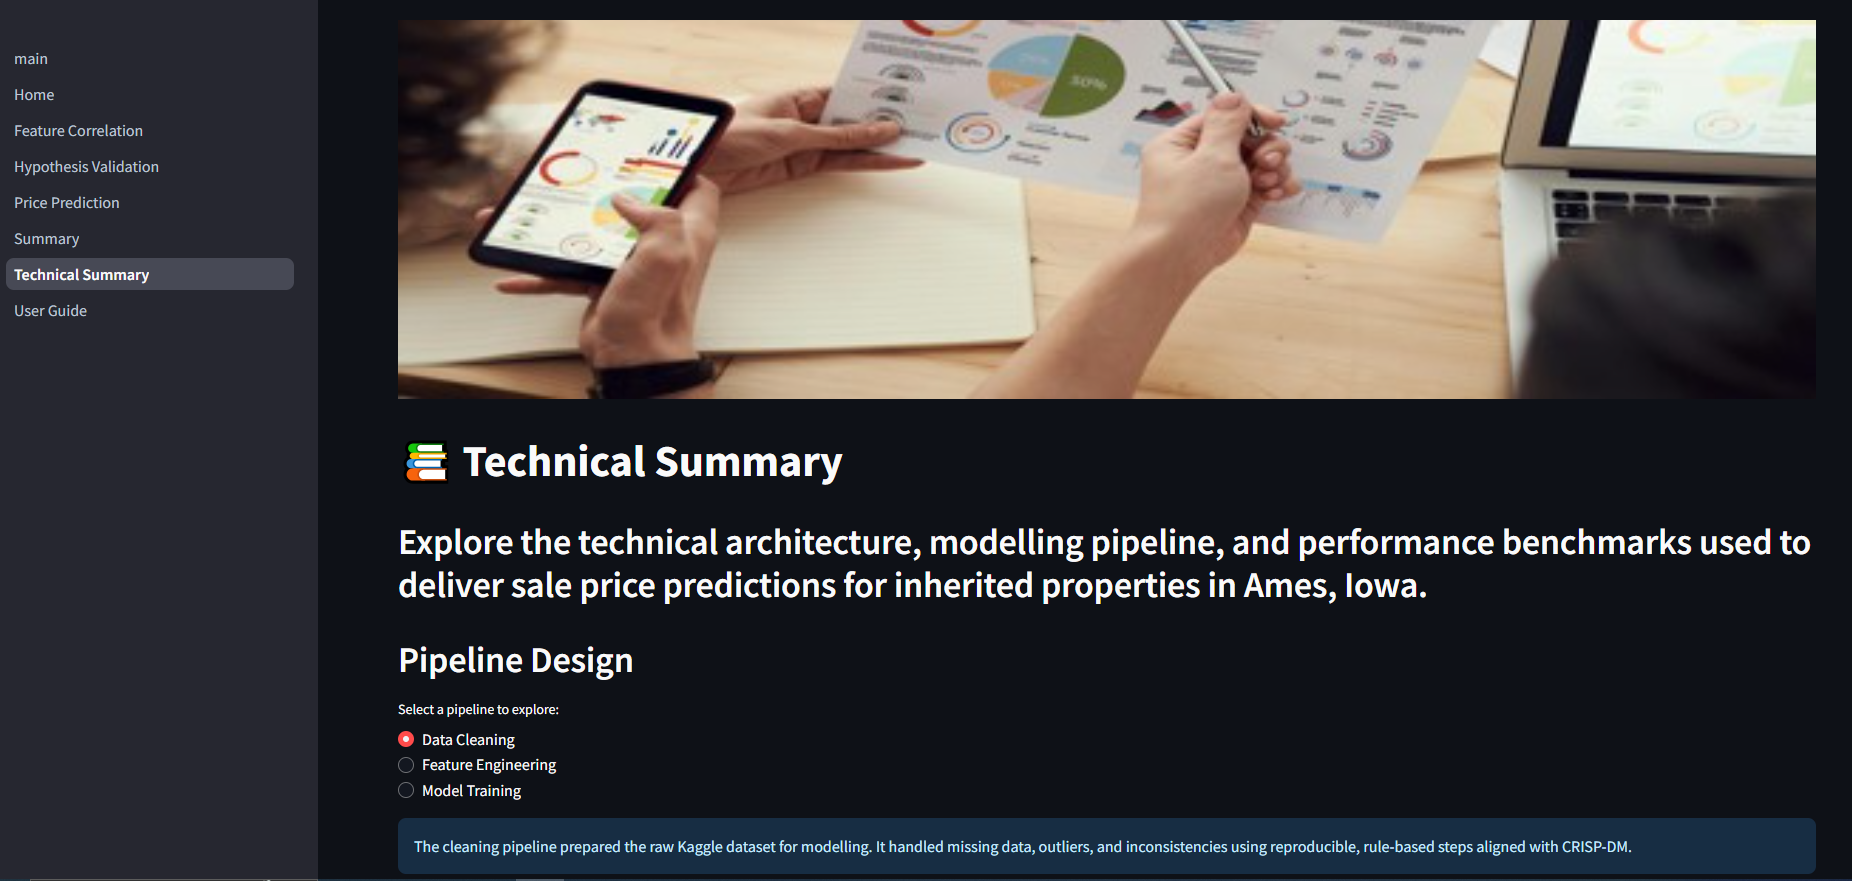 main
Home
Feature Correlation
Hypothesis Validation
Price Prediction
Summary
Technical Summary
User Guide
50%
Technical Summary
Explore the technical architecture, modelling pipeline, and performance benchmarks used to
deliver sale price predictions for inherited properties in Ames, Iowa.
Pipeline Design
Select a pipeline to explore:
Data Cleaning
Feature Engineering
Model Training
The cleaning pipeline prepared the raw Kaggle dataset for modelling. It handled missing data, outliers, and inconsistencies using reproducible, rule-based steps aligned with CRISP-DM.